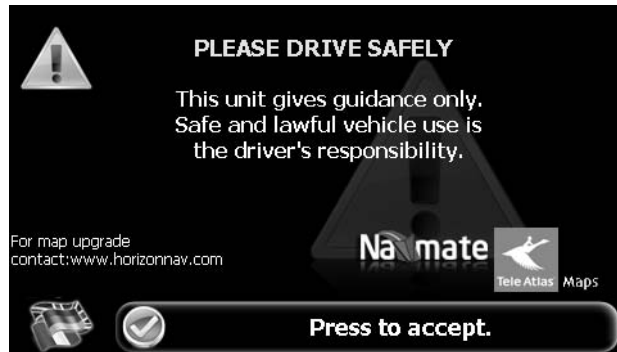 PLEASE DRIVE SAFELY
This unit gives guidance only.
Safe and lawful vehicle use is
the driver's responsibility.
For map upgrade
contact:www.horizonnav.com
Navmate
Tele Atlas Maps
Press to accept.